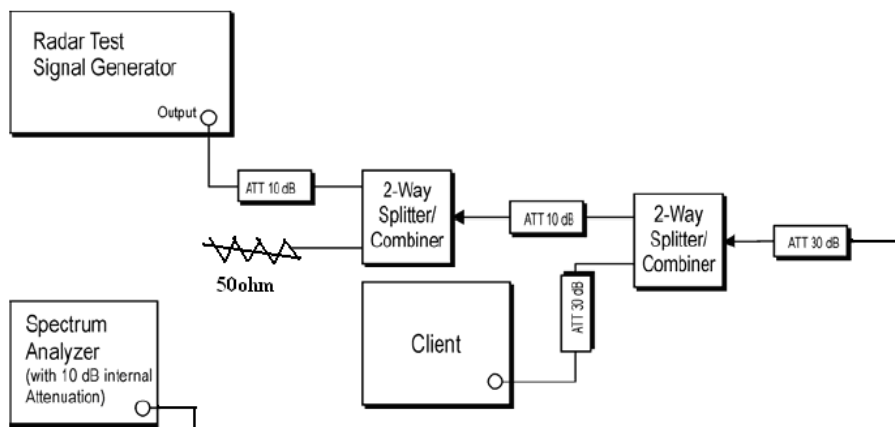 Radar Test
Signal Generator
Output
ATT 10 dB
2-Way
Splitter/
Combiner
ATT 10 dB
2-Way
Splitter/
Combiner
ATT 30 dB
50ohm
ATT 30 dB
Client
Spectrum
Analyzer
(with 10 dB internal
Attenuation)